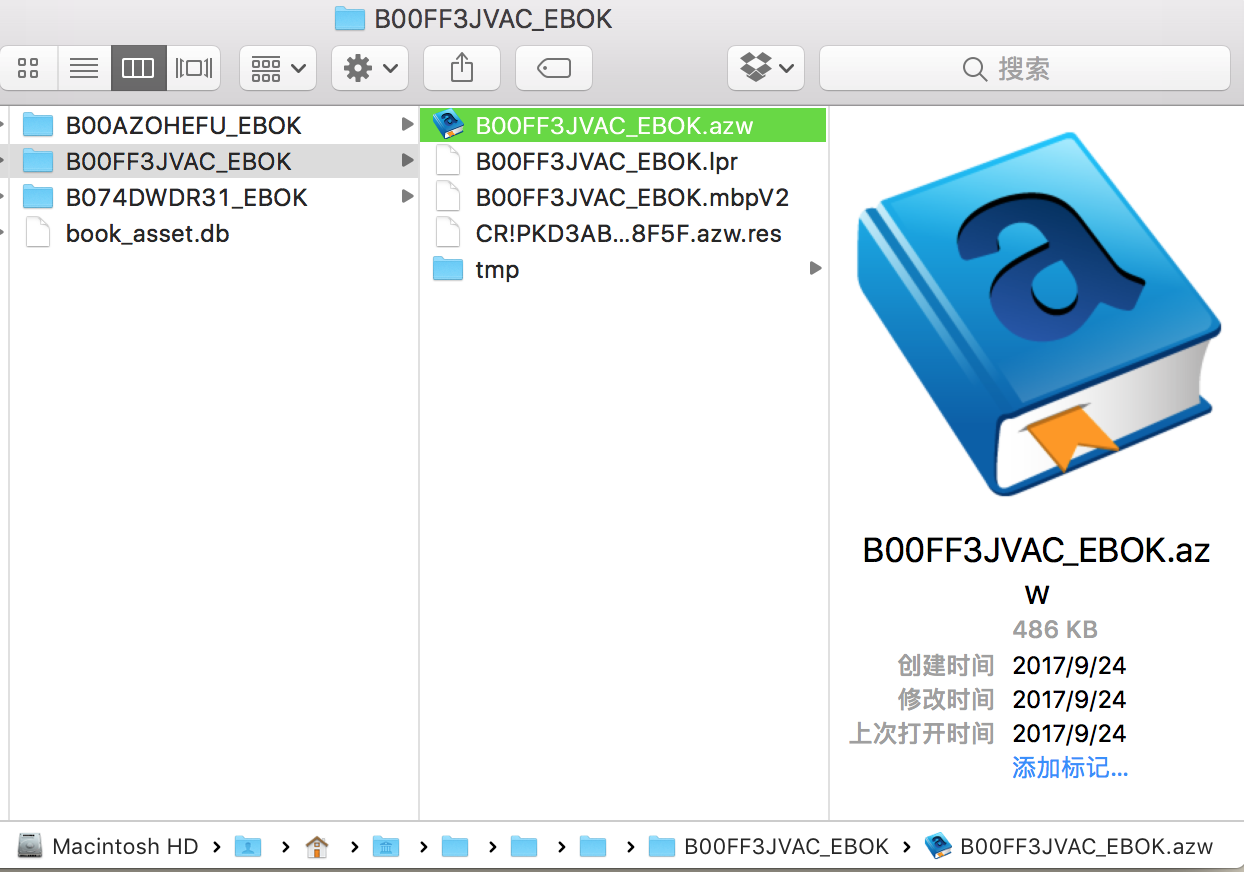 B00FF3JVAC_EBOK
搜索
B00AZOHEFU_EBOK
B00FF3JVAC_EBOK
B074DWDR31_EBOK
book_asset.db
B00FF3JVAC_EBOK.azw
B00FF3JVAC_EBOK.lpr
B00FF3JVAC_EBOK.mbpV2
CR!PKD3AB...8F5F.azw.res
tmp
a
B00FF3JVAC_EBOK.az
w
486 KB
创建时间 2017/9/24
修改时间 2017/9/24
上次打开时间 2017/9/24
添加标记...
Macintosh HD B00FF3JVAC_EBOK B00FF3JVAC_EBOK.azw